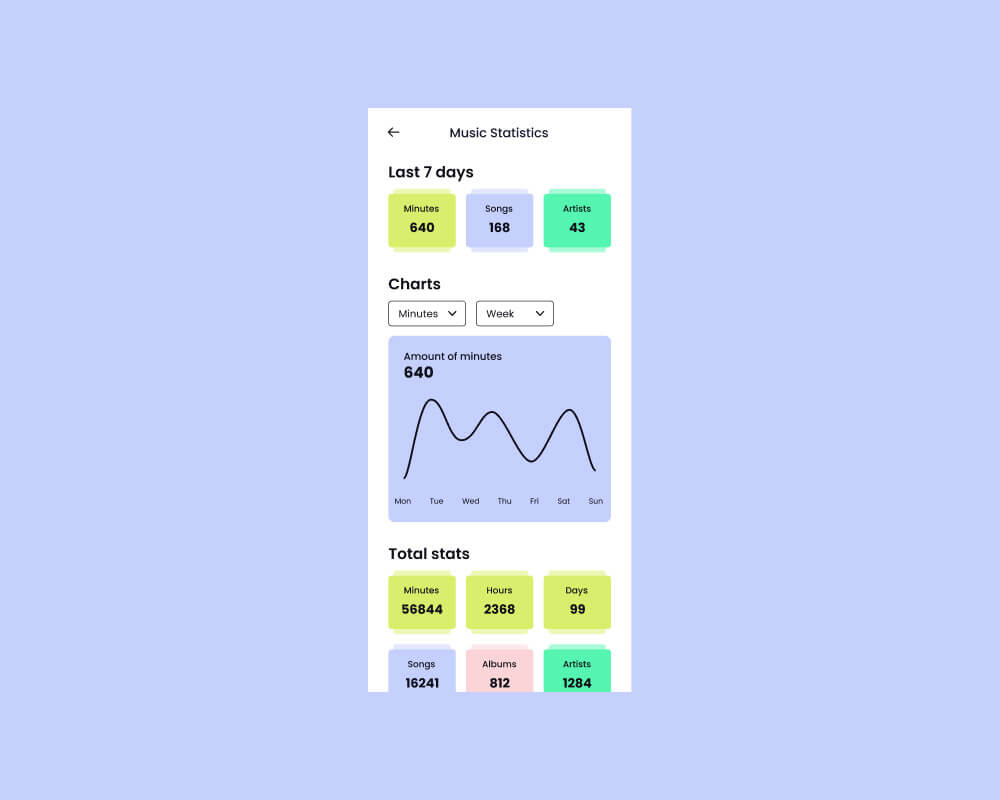 Music Statistics
Last 7 days
Minutes Songs Artists
640 168 43
Charts
Minutes Week
Amount of minutes
640
Mon Tue Wed Thu Fri Sat Sun
Total stats
Minutes Hours Days
56844 2368 99
Songs Albums Artists
16241 812 1284